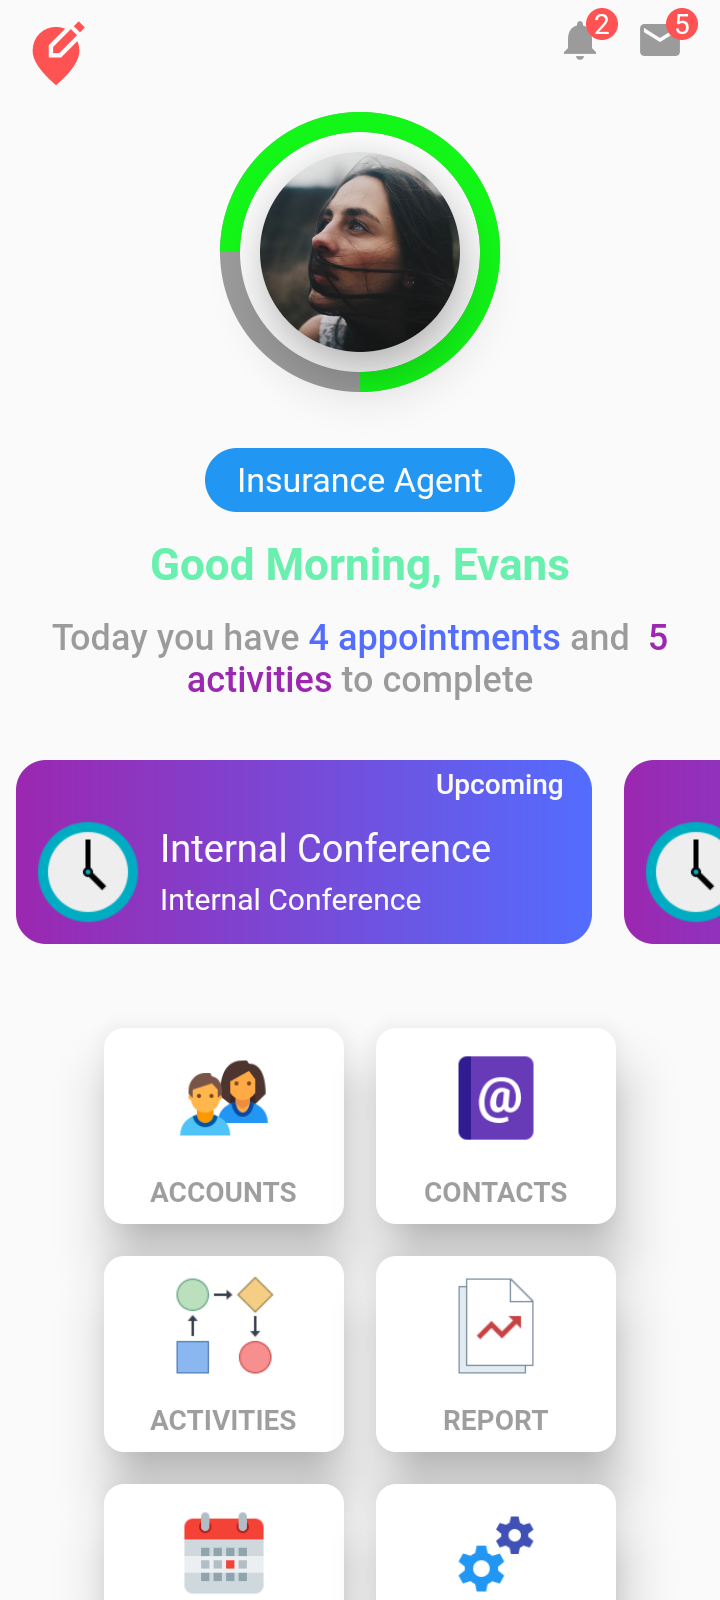 2
5
Insurance Agent
Good Morning, Evans
Today you have 4 appointments and 5
activities to complete
Upcoming
Internal Conference
Internal Conference
@
ACCOUNTS
CONTACTS
ACTIVITIES
REPORT